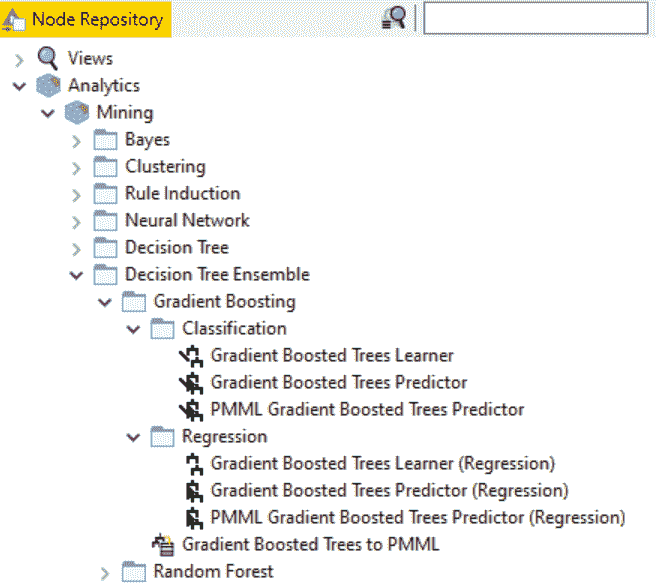 Node Repository
Views
Analytics
Mining
Bayes
Clustering
Rule Induction
Neural Network
Decision Tree
Decision Tree Ensemble
Gradient Boosting
Classification
Gradient Boosted Trees Learner
Gradient Boosted Trees Predictor
PMML Gradient Boosted Trees Predictor
Regression
Gradient Boosted Trees Learner (Regression)
Gradient Boosted Trees Predictor (Regression)
PMML Gradient Boosted Trees Predictor (Regression)
Gradient Boosted Trees to PMML
Random Forest